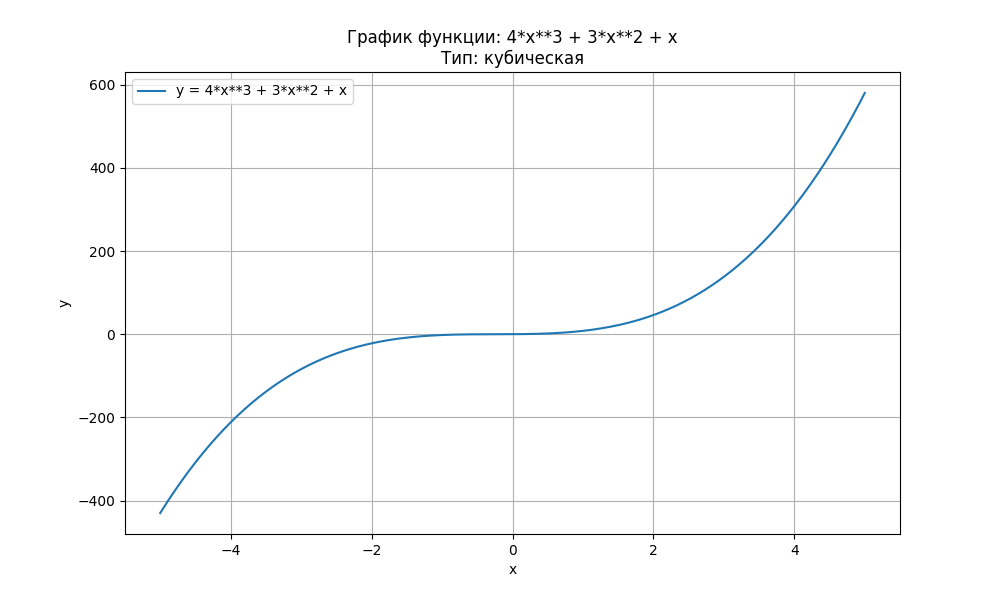 График функции: 4*x**3 + 3*x**2 + x
Тип: кубическая
y = 4*x**3 + 3*x**2 + x
600
400
200
0
−200
−400
y
−4
−2
0
2
4
x